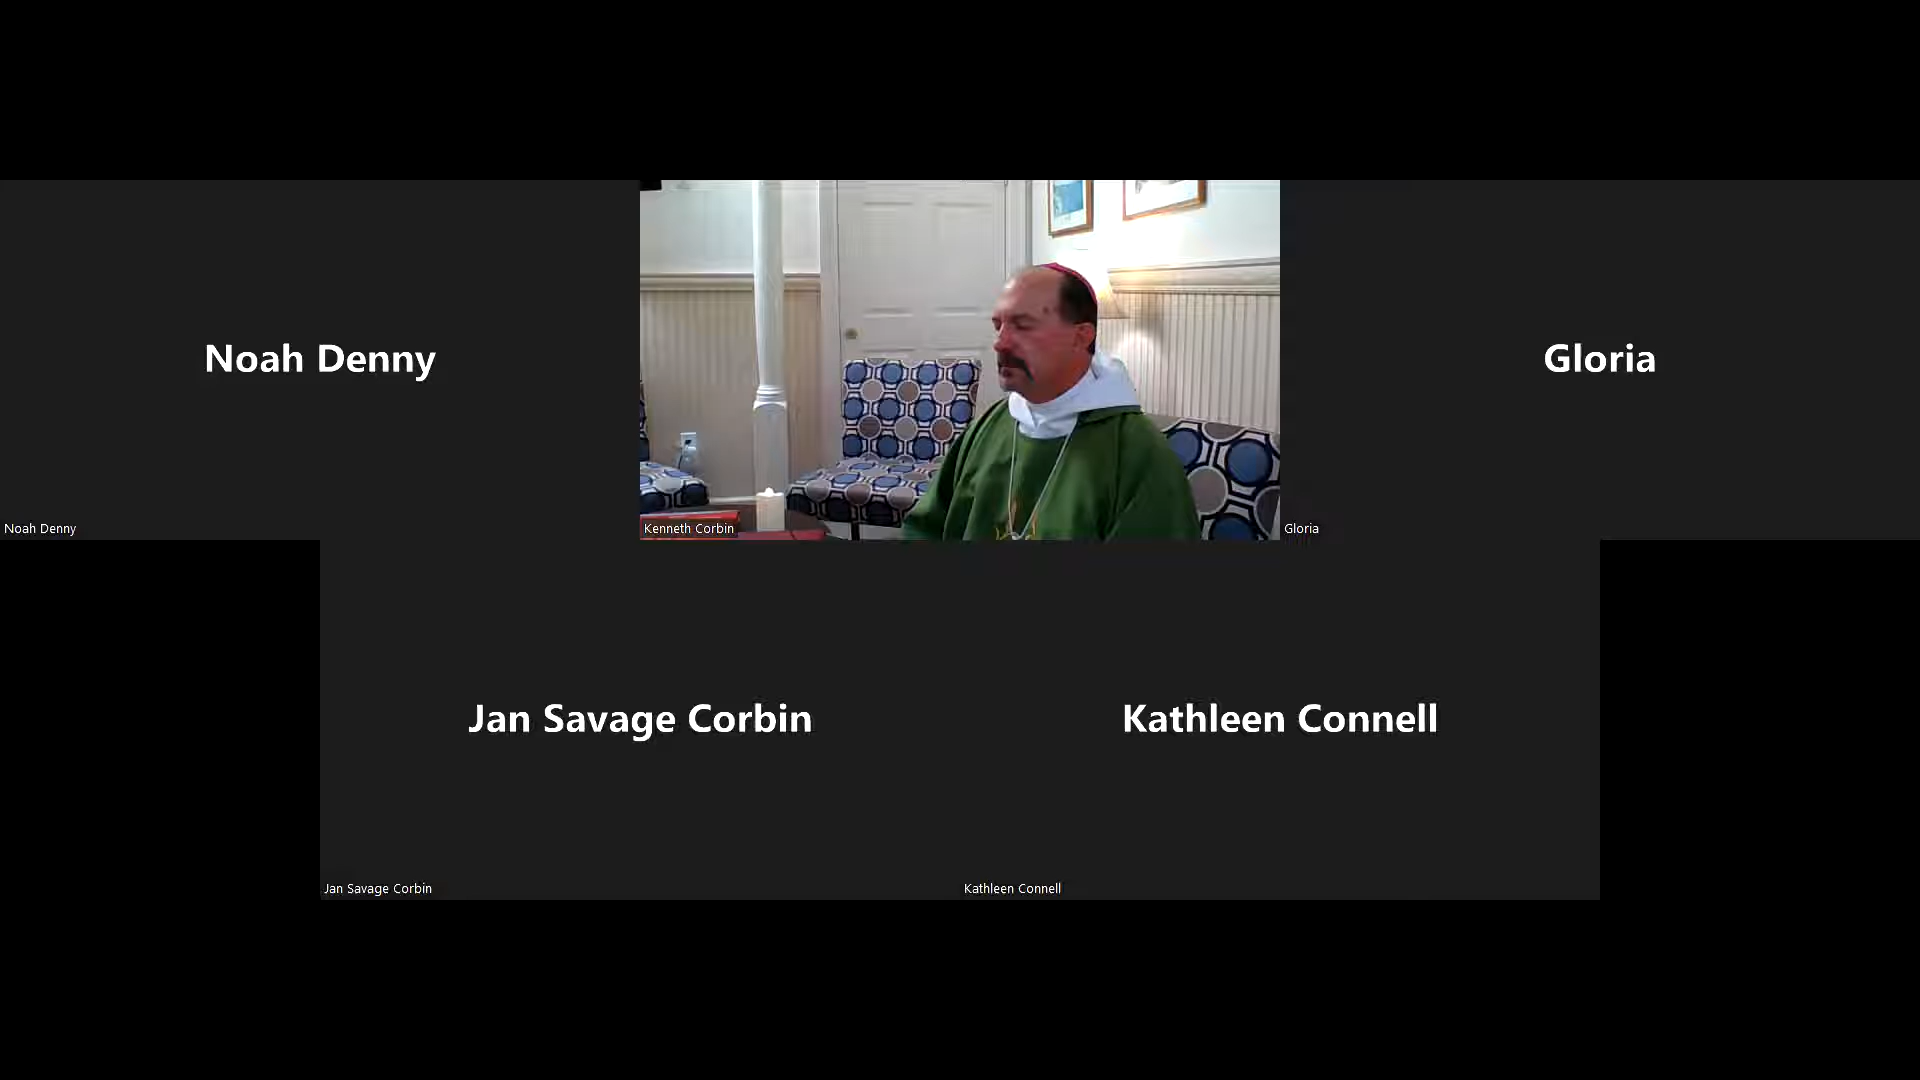 Noah Denny
Gloria
Noah Denny
Kenneth Corbin
Gloria
Jan Savage Corbin
Kathleen Connell
Jan Savage Corbin
Kathleen Connell